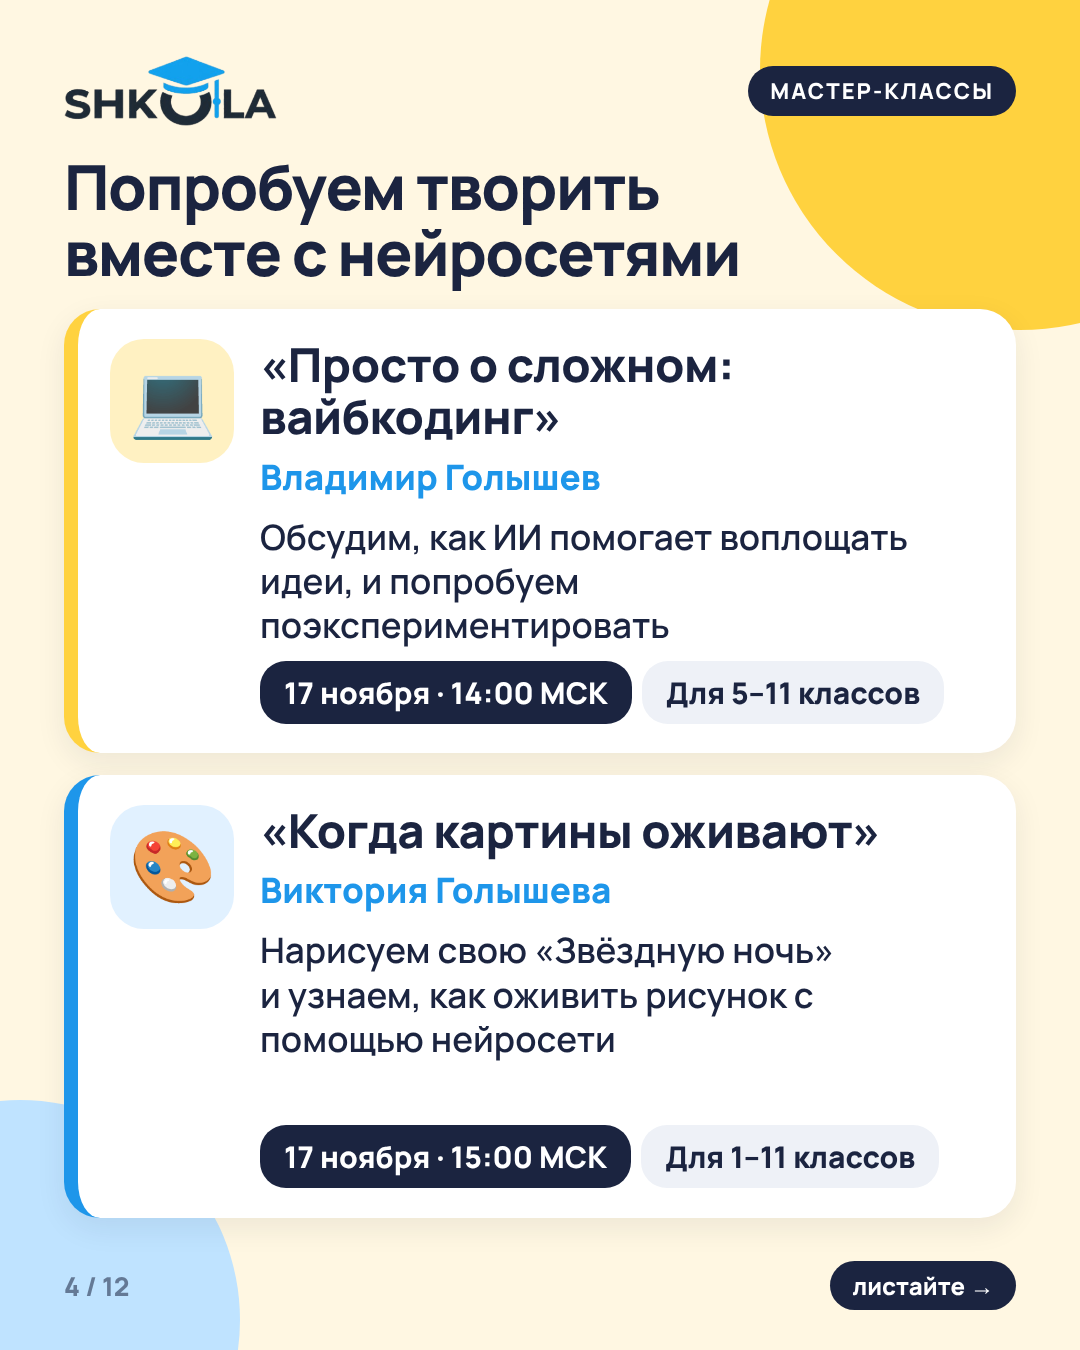 SHKOLA
МАСТЕР-КЛАССЫ
Попробуем творить
вместе с нейросетями
«Просто о сложном:
вайбкодинг»
Владимир Голышев
Обсудим, как ИИ помогает воплощать
идеи, и попробуем
поэкспериментировать
17 ноября · 14:00 МСК
Для 5–11 классов
«Когда картины оживают»
Виктория Голышева
Нарисуем свою «Звёздную ночь»
и узнаем, как оживить рисунок с
помощью нейросети
17 ноября · 15:00 МСК
Для 1–11 классов
4 / 12
листайте →